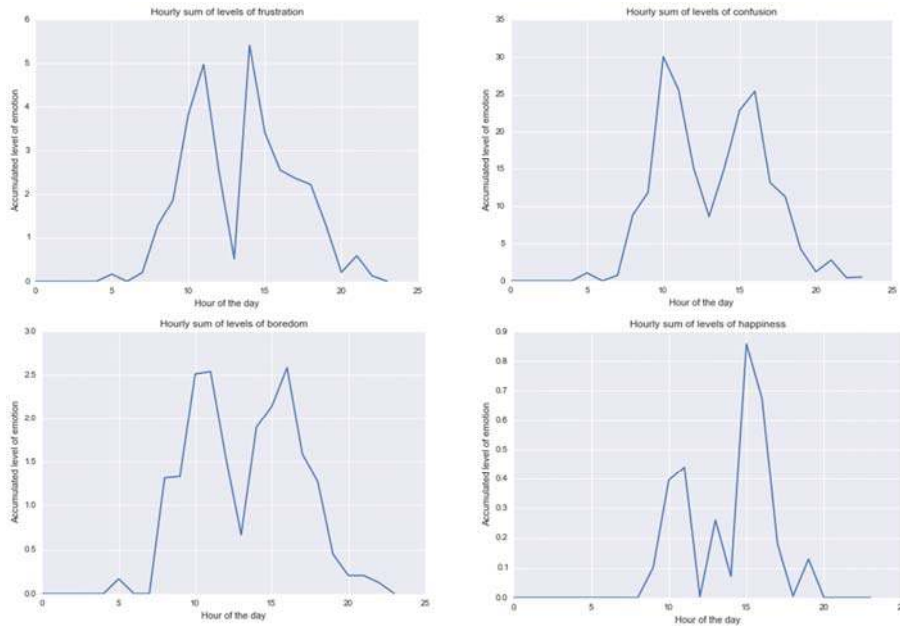 Hourly sum of levels of frustration
Accumulated level of emotion
6
5
4
3
2
1
0
0 5 10 15 20 25
Hour of the day
Hourly sum of levels of confusion
Accumulated level of emotion
35
30
25
20
15
10
5
0
0 5 10 15 20 25
Hour of the day
Hourly sum of levels of boredom
Accumulated level of emotion
3.0
2.5
2.0
1.5
1.0
0.5
0.0
0 5 10 15 20 25
Hour of the day
Hourly sum of levels of happiness
Accumulated level of emotion
0.9
0.8
0.7
0.6
0.5
0.4
0.3
0.2
0.1
0.0
0 5 10 15 20
Hour of the day